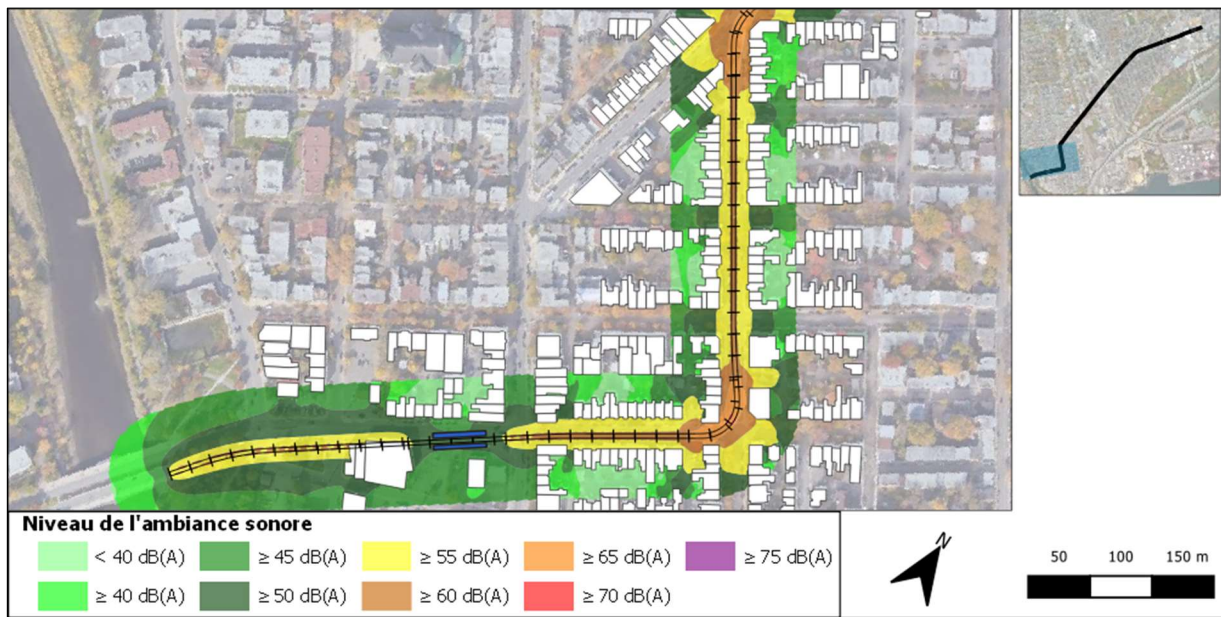 Niveau de l'ambiance sonore
< 40 dB(A) ≥ 45 dB(A) ≥ 55 dB(A) ≥ 65 dB(A) ≥ 75 dB(A)
≥ 40 dB(A) ≥ 50 dB(A) ≥ 60 dB(A) ≥ 70 dB(A)
N
50 100 150 m